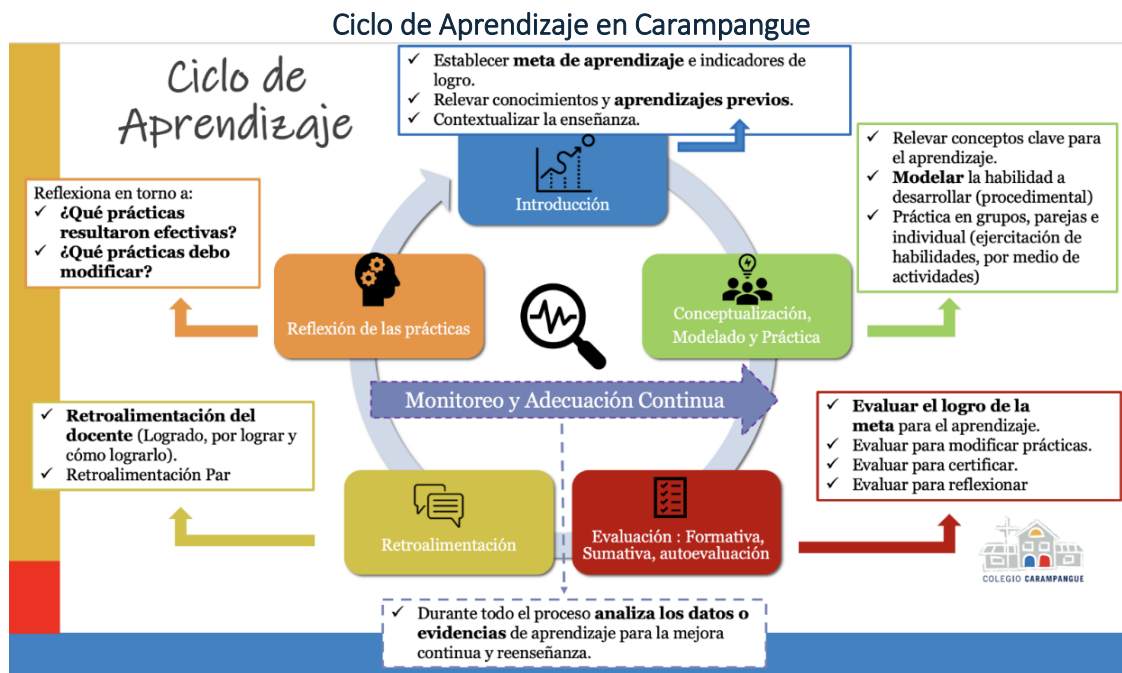 Ciclo de Aprendizaje en Carampangue
Ciclo de
Aprendizaje
✓ Establecer meta de aprendizaje e indicadores de
logro.
✓ Relevar conocimientos y aprendizajes previos.
✓ Contextualizar la enseñanza.
Introducción
✓ Relevar conceptos clave para
el aprendizaje.
✓ Modelar la habilidad a
desarrollar (procedimental)
✓ Práctica en grupos, parejas e
individual (ejercitación de
habilidades, por medio de
actividades)
Conceptualización,
Modelado y Práctica
Reflexiona en torno a:
✓ ¿Qué prácticas
resultaron efectivas?
✓ ¿Qué prácticas debo
modificar?
Reflexión de las prácticas
Monitoreo y Adecuación Continua
✓ Evaluar el logro de la
meta para el aprendizaje.
✓ Evaluar para modificar prácticas.
✓ Evaluar para certificar.
✓ Evaluar para reflexionar
Evaluación : Formativa,
Sumativa, autoevaluación
✓ Retroalimentación del
docente (Logrado, por lograr y
cómo lograrlo).
✓ Retroalimentación Par
Retroalimentación
COLEGIO CARAMPANGUE
✓ Durante todo el proceso analiza los datos o
evidencias de aprendizaje para la mejora
continua y reenseñanza.